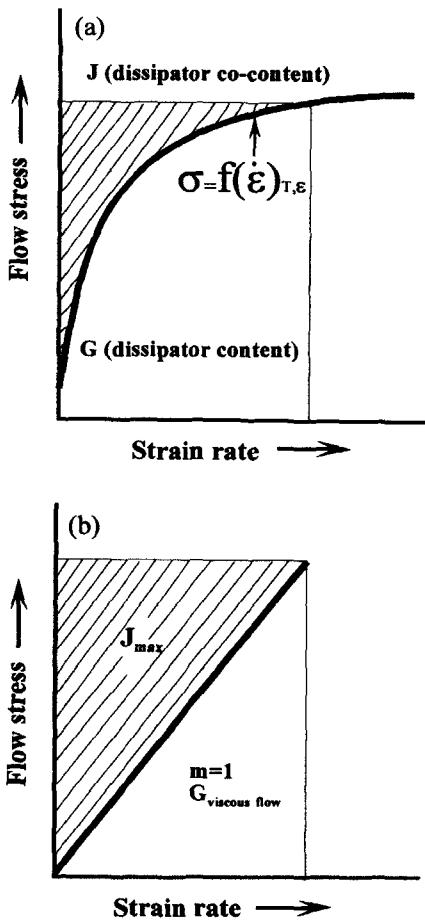 (a)
J (dissipator co-content)
σ=f(ε̇)T,ε
G (dissipator content)
Flow stress
Strain rate
(b)
Jmax
m=1
Gviscous flow
Flow stress
Strain rate